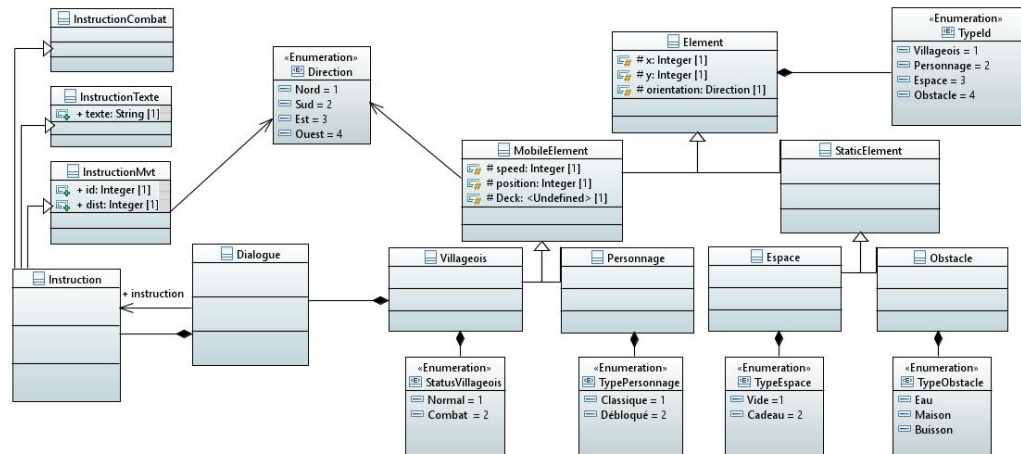 InstructionCombat
InstructionTexte
+ texte: String [1]
InstructionMvt
+ id: Integer [1]
+ dist: Integer [1]
«Enumeration»
Direction
Nord = 1
Sud = 2
Est = 3
Ouest = 4
Element
# x: Integer [1]
# y: Integer [1]
# orientation: Direction [1]
«Enumeration»
TypeId
Villageois = 1
Personnage = 2
Espace = 3
Obstacle = 4
MobileElement
# speed: Integer [1]
# position: Integer [1]
# Deck: <Undefined> [1]
StaticElement
Instruction
+ instruction
Dialogue
Villageois
Personnage
Espace
Obstacle
«Enumeration»
StatusVillageois
Normal = 1
Combat = 2
«Enumeration»
TypePersonnage
Classique = 1
Débloqué = 2
«Enumeration»
TypeEspace
Vide =1
Cadeau = 2
«Enumeration»
TypeObstacle
Eau
Maison
Buisson